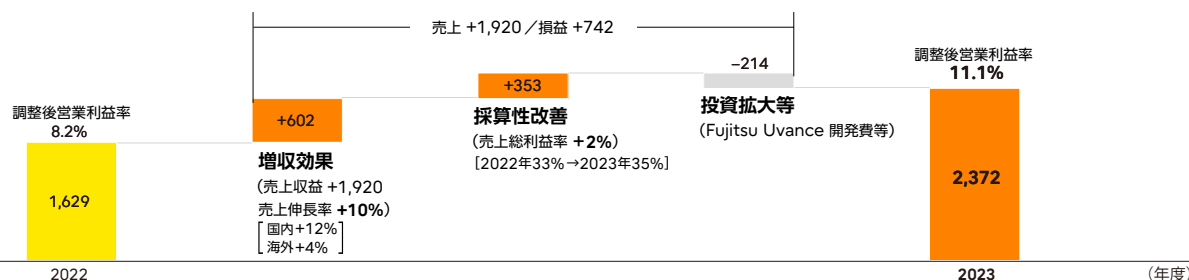 売上 +1,920／損益 +742
調整後営業利益率
8.2%
1,629
2022
+602
増収効果
（売上収益 +1,920
売上伸長率 +10%）
国内+12%
海外+4%
+353
採算性改善
（売上総利益率 +2%）
［2022年33%→2023年35%］
−214
投資拡大等
（Fujitsu Uvance 開発費等）
調整後営業利益率
11.1%
2,372
2023
（年度）